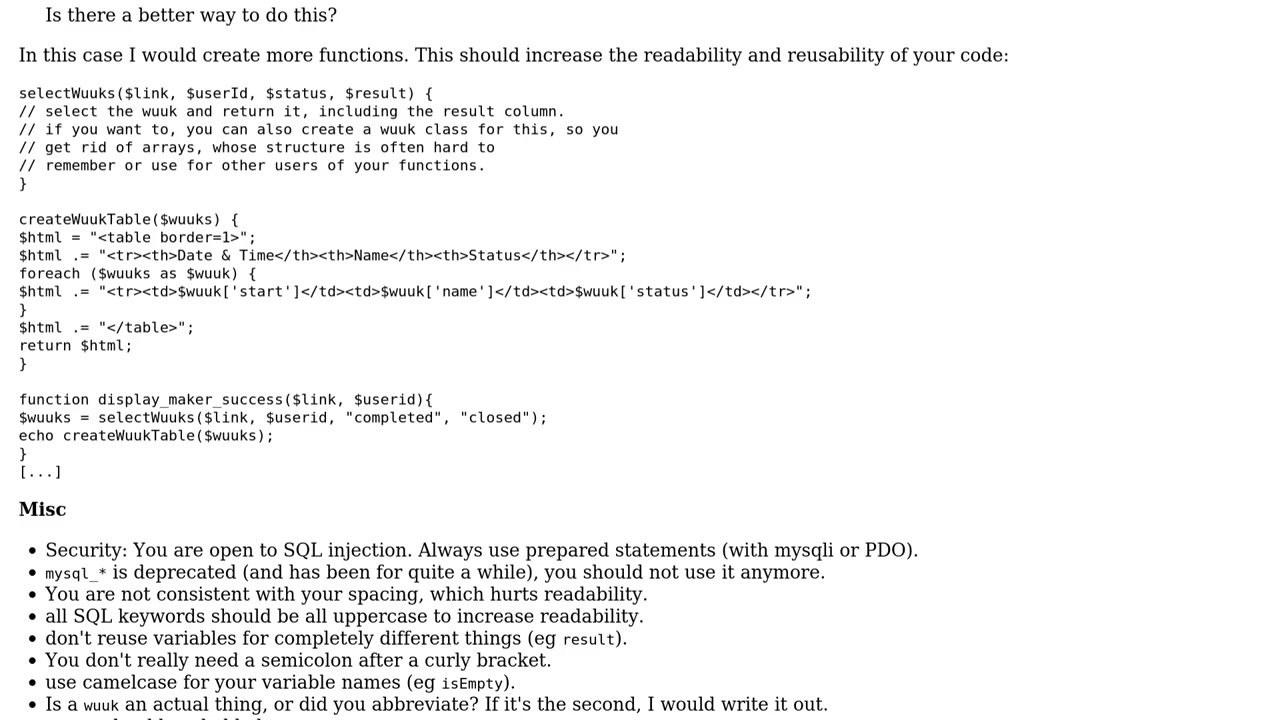 Is there a better way to do this?
In this case I would create more functions. This should increase the readability and reusability of your code:
selectWuuks($link, $userId, $status, $result) {
// select the wuuk and return it, including the result column.
// if you want to, you can also create a wuuk class for this, so you
// get rid of arrays, whose structure is often hard to
// remember or use for other users of your functions.
}
createWuukTable($wuuks) {
$html = "<table border=1>";
$html .= "<tr><th>Date & Time</th><th>Name</th><th>Status</th></tr>";
foreach ($wuuks as $wuuk) {
$html .= "<tr><td>$wuuk['start']</td><td>$wuuk['name']</td><td>$wuuk['status']</td></tr>";
}
$html .= "</table>";
return $html;
}
function display_maker_success($link, $userid){
$wuuks = selectWuuks($link, $userid, "completed", "closed");
echo createWuukTable($wuuks);
}
[...]
Misc
• Security: You are open to SQL injection. Always use prepared statements (with mysqli or PDO).
• mysql_* is deprecated (and has been for quite a while), you should not use it anymore.
• You are not consistent with your spacing, which hurts readability.
• all SQL keywords should be all uppercase to increase readability.
• don't reuse variables for completely different things (eg result).
• You don't really need a semicolon after a curly bracket.
• use camelcase for your variable names (eg isEmpty).
• Is a wuuk an actual thing, or did you abbreviate? If it's the second, I would write it out.